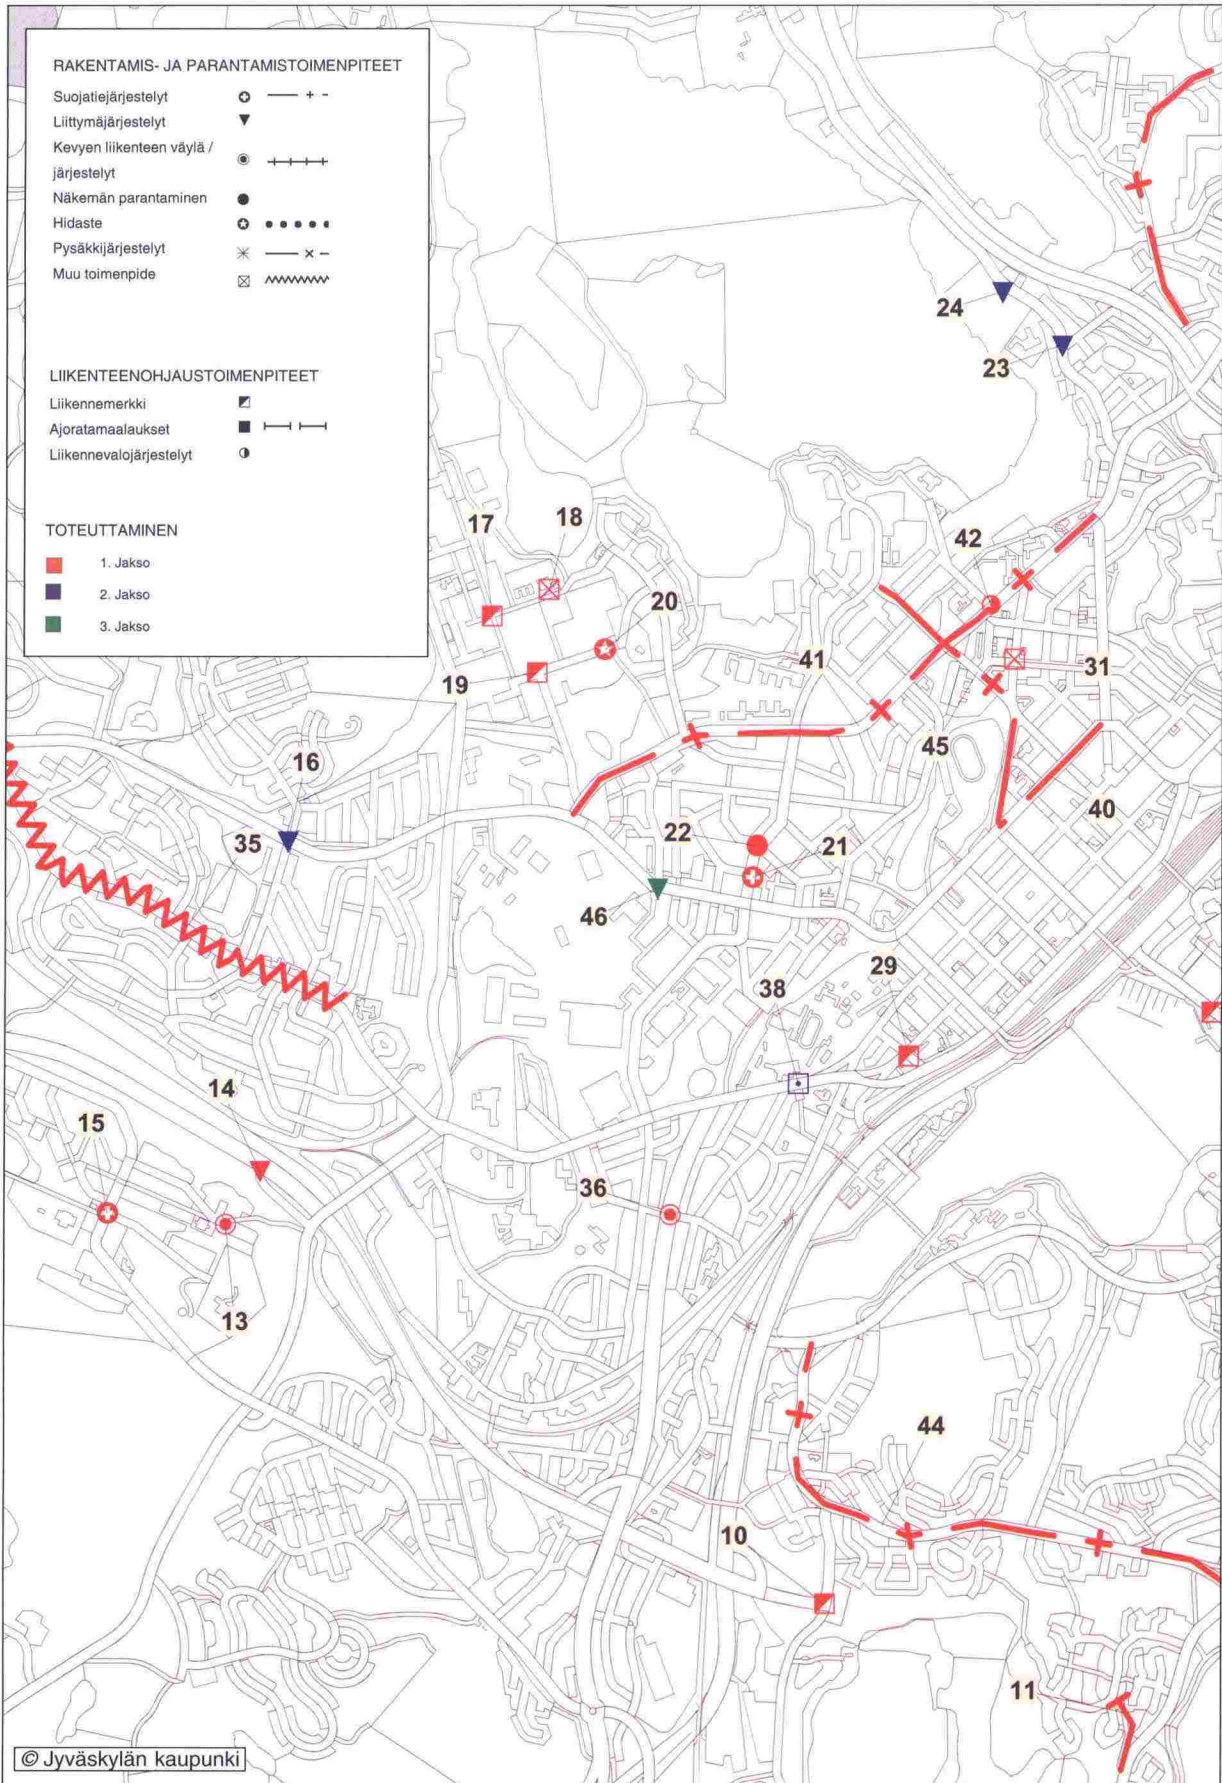 RAKENTAMIS- JA PARANTAMISTOIMENPITEET
Suojatiejärjestelyt
Liittymäjärjestelyt
Kevyen liikenteen väylä /
järjestelyt
Näkemän parantaminen
Hidaste
Pysäkkijärjestelyt
Muu toimenpide
LIIKENTEENOHJAUSTOIMENPITEET
Liikennemerkki
Ajoratamaalaukset
Liikennevalojärjestelyt
TOTEUTTAMINEN
1. Jakso
2. Jakso
3. Jakso
24
23
17
18
42
20
41
31
19
45
16
40
35
22
21
46
29
38
14
15
36
13
44
10
11
© Jyväskylän kaupunki